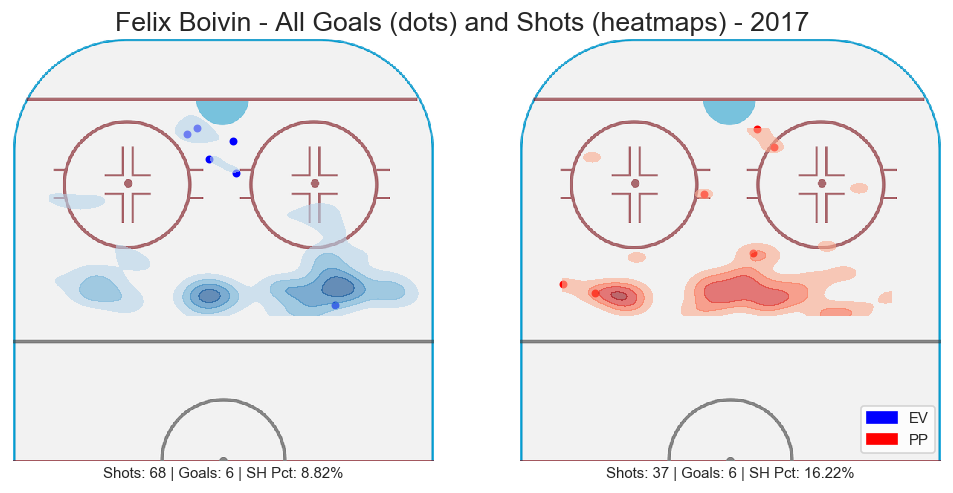 Felix Boivin - All Goals (dots) and Shots (heatmaps) - 2017
EV
PP
Shots: 68 | Goals: 6 | SH Pct: 8.82%
Shots: 37 | Goals: 6 | SH Pct: 16.22%